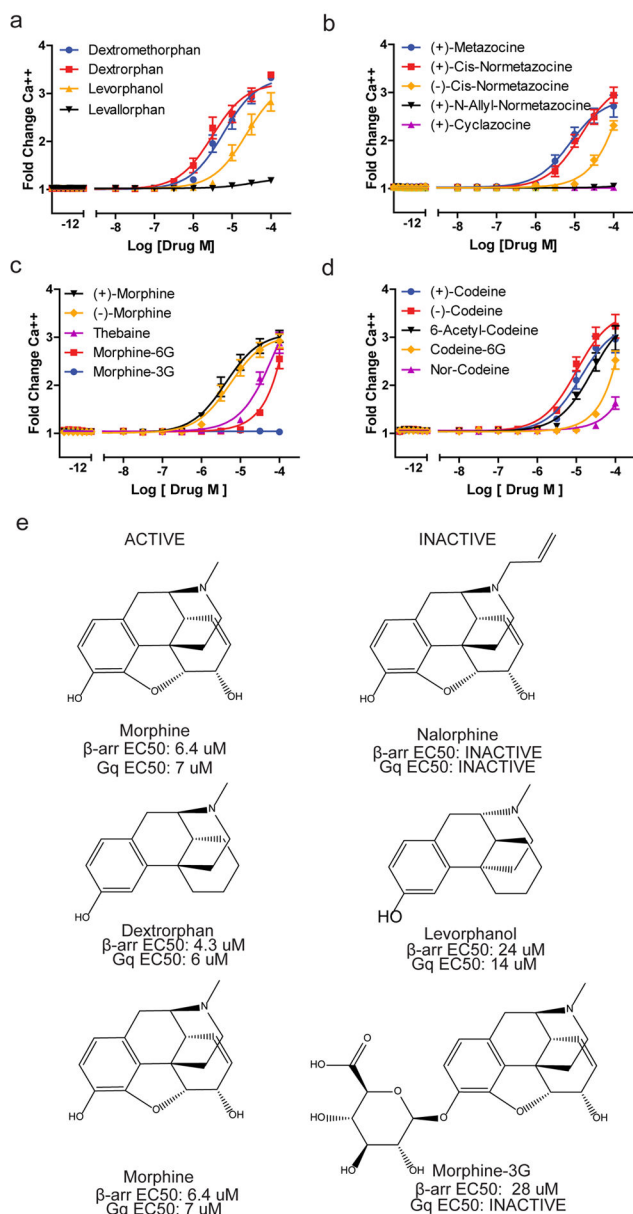 a
Dextromethorphan
Dextrorphan
Levorphanol
Levallorphan
Fold Change Ca++
4
3
2
1
-12 -8 -7 -6 -5 -4
Log [Drug M]
b
(+)-Metazocine
(+)-Cis-Normetazocine
(-)-Cis-Normetazocine
(+)-N-Allyl-Normetazocine
(+)-Cyclazocine
Fold Change Ca++
4
3
2
1
-12 -8 -7 -6 -5 -4
Log [Drug M]
c
(+)-Morphine
(-)-Morphine
Thebaine
Morphine-6G
Morphine-3G
Fold Change Ca++
4
3
2
1
-12 -8 -7 -6 -5 -4
Log [ Drug M ]
d
(+)-Codeine
(-)-Codeine
6-Acetyl-Codeine
Codeine-6G
Nor-Codeine
Fold Change Ca++
4
3
2
1
-12 -8 -7 -6 -5 -4
Log [ Drug M ]
e
ACTIVE
INACTIVE
N
HO
O
OH
Morphine
β-arr EC50: 6.4 uM
Gq EC50: 7 uM
N
HO
O
OH
Nalorphine
β-arr EC50: INACTIVE
Gq EC50: INACTIVE
N
HO
Dextrorphan
β-arr EC50: 4.3 uM
Gq EC50: 6 uM
N
HO
Levorphanol
β-arr EC50: 24 uM
Gq EC50: 14 uM
N
HO
O
OH
Morphine
β-arr EC50: 6.4 uM
Gq EC50: 7 uM
O
N
HO
O
HO
O
O
OH
HO
OH
Morphine-3G
β-arr EC50: 28 uM
Gq EC50: INACTIVE